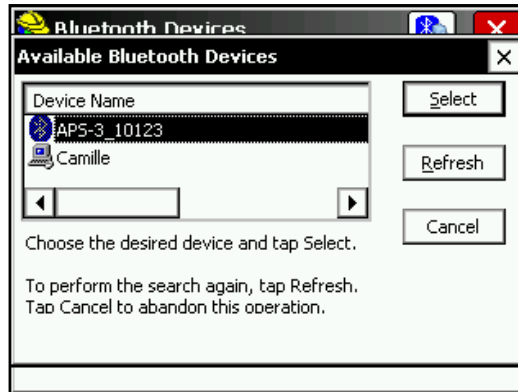 Bluetooth Devices
Available Bluetooth Devices
Device Name
APS-3_10123
Camille
Select
Refresh
Cancel
Choose the desired device and tap Select.
To perform the search again, tap Refresh.
Tap Cancel to abandon this operation.